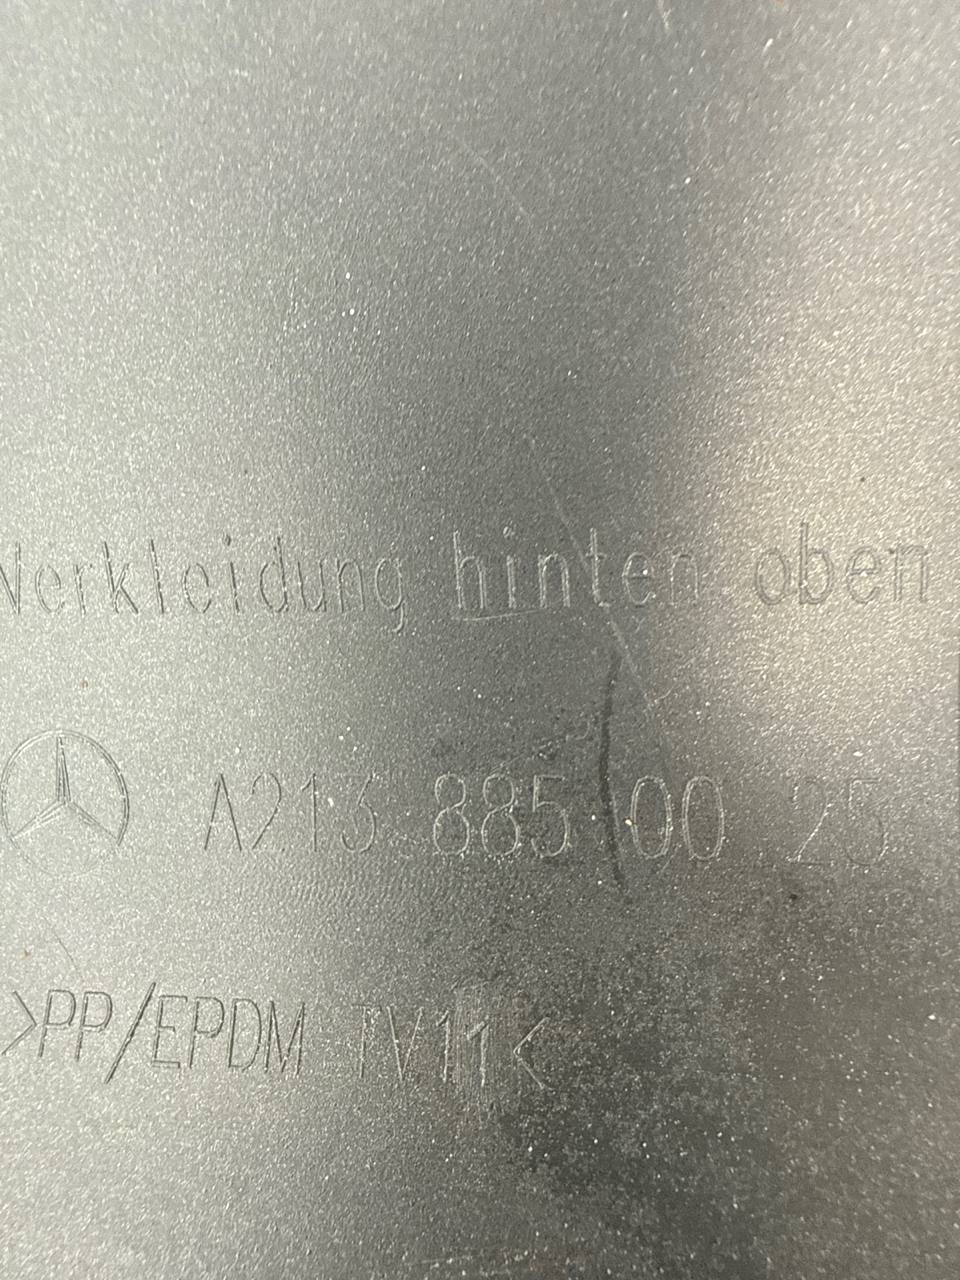 Verkleidung hinten oben
A213 885 00 25
>PP/EPDM TV11<